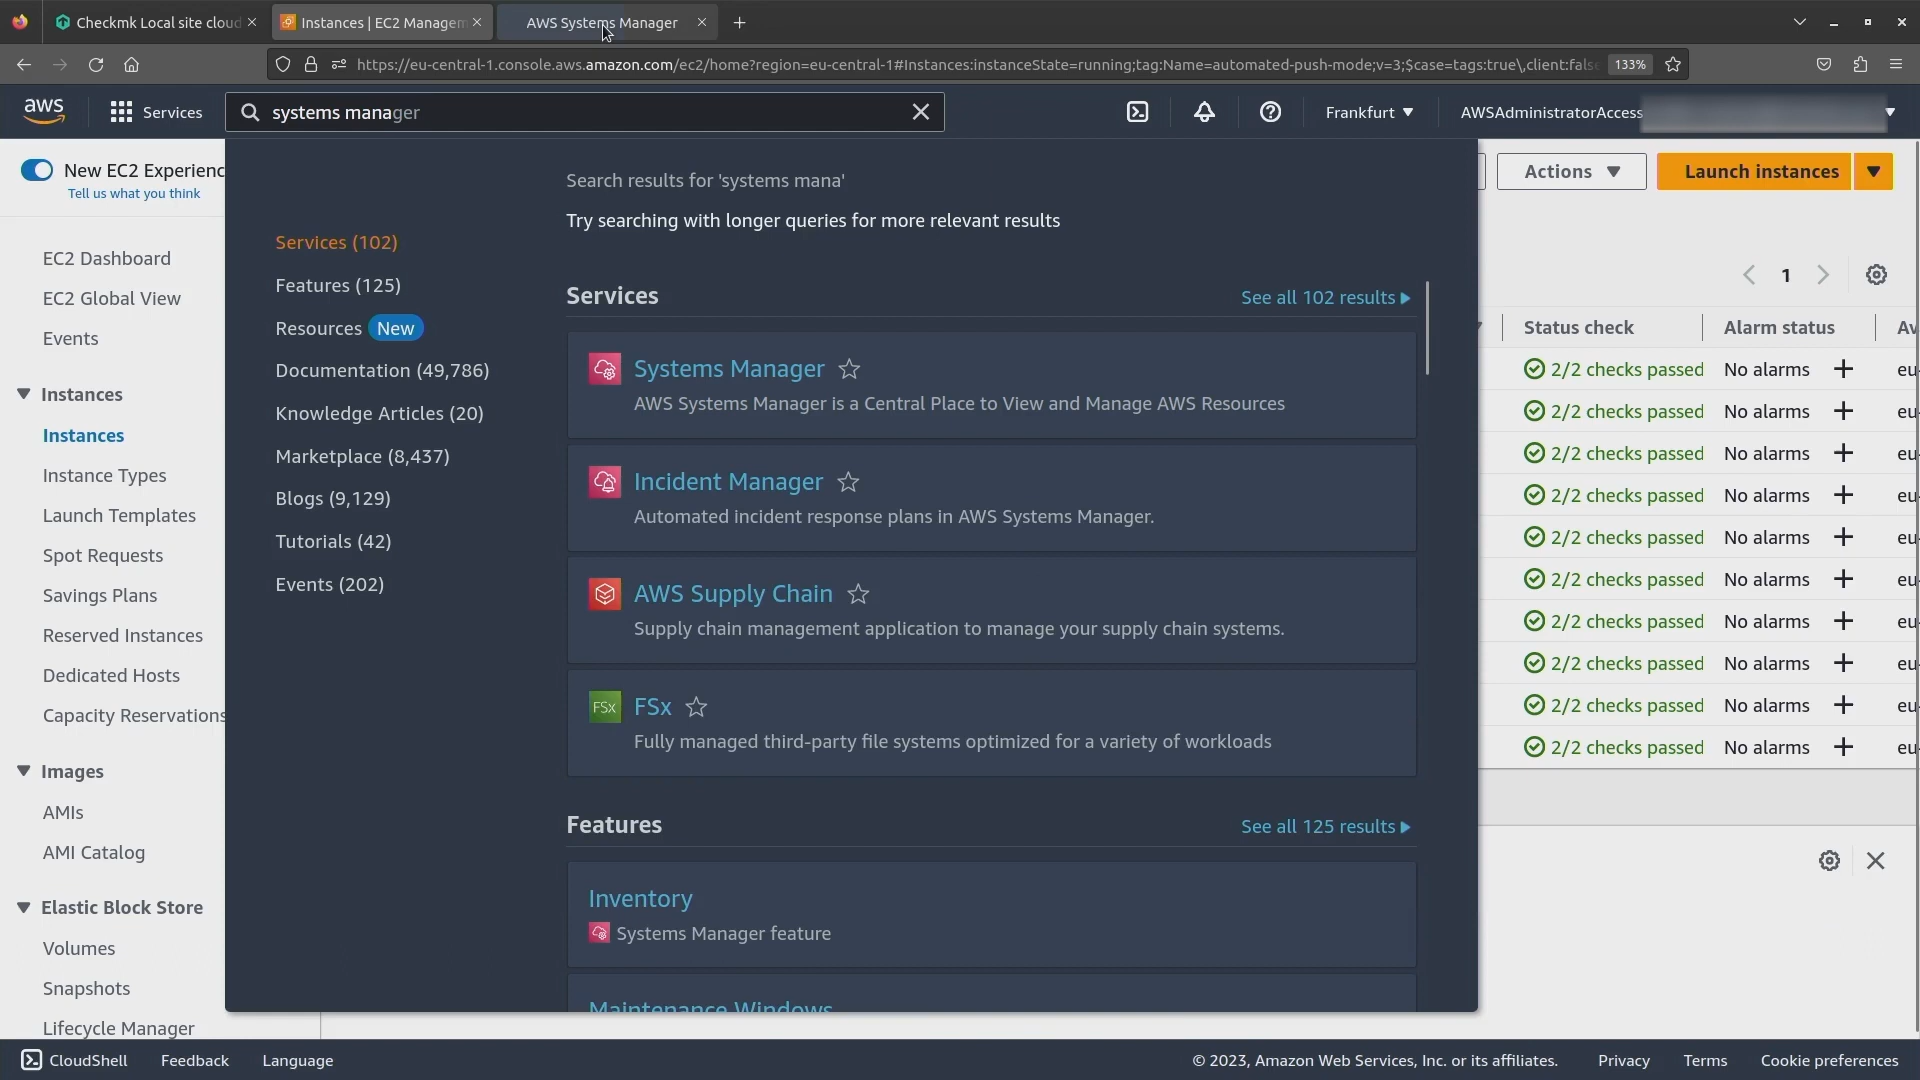 Checkmk Local site cloud
Instances | EC2 Managem
AWS Systems Manager
https://eu-central-1.console.aws.amazon.com/ec2/home?region=eu-central-1#Instances:instanceState=running;tag:Name=automated-push-mode;v=3;$case=tags:true\,client:false
133%
aws
Services
systems manager
Frankfurt
AWSAdministratorAccess
New EC2 Experienc
Tell us what you think
EC2 Dashboard
EC2 Global View
Events
Instances
Instances
Instance Types
Launch Templates
Spot Requests
Savings Plans
Reserved Instances
Dedicated Hosts
Capacity Reservations
Images
AMIs
AMI Catalog
Elastic Block Store
Volumes
Snapshots
Lifecycle Manager
Services (102)
Features (125)
Resources New
Documentation (49,786)
Knowledge Articles (20)
Marketplace (8,437)
Blogs (9,129)
Tutorials (42)
Events (202)
Search results for 'systems mana'
Try searching with longer queries for more relevant results
Services
See all 102 results
Systems Manager
AWS Systems Manager is a Central Place to View and Manage AWS Resources
Incident Manager
Automated incident response plans in AWS Systems Manager.
AWS Supply Chain
Supply chain management application to manage your supply chain systems.
FSx
FSx
Fully managed third-party file systems optimized for a variety of workloads
Features
See all 125 results
Inventory
Systems Manager feature
Maintenance Windows
Actions
Launch instances
1
Status check
Alarm status
Av
2/2 checks passed No alarms + eu-
2/2 checks passed No alarms + eu-
2/2 checks passed No alarms + eu-
2/2 checks passed No alarms + eu-
2/2 checks passed No alarms + eu-
2/2 checks passed No alarms + eu-
2/2 checks passed No alarms + eu-
2/2 checks passed No alarms + eu-
2/2 checks passed No alarms + eu-
2/2 checks passed No alarms + eu-
CloudShell
Feedback
Language
© 2023, Amazon Web Services, Inc. or its affiliates.
Privacy
Terms
Cookie preferences